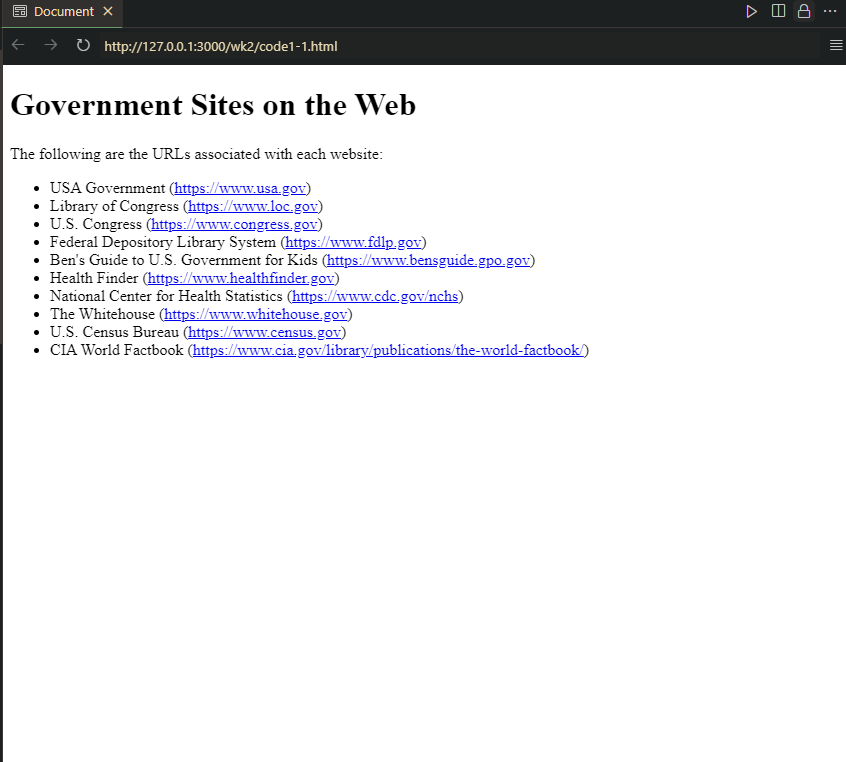 Document
http://127.0.0.1:3000/wk2/code1-1.html
Government Sites on the Web
The following are the URLs associated with each website:
USA Government (https://www.usa.gov)
Library of Congress (https://www.loc.gov)
U.S. Congress (https://www.congress.gov)
Federal Depository Library System (https://www.fdlp.gov)
Ben's Guide to U.S. Government for Kids (https://www.bensguide.gpo.gov)
Health Finder (https://www.healthfinder.gov)
National Center for Health Statistics (https://www.cdc.gov/nchs)
The Whitehouse (https://www.whitehouse.gov)
U.S. Census Bureau (https://www.census.gov)
CIA World Factbook (https://www.cia.gov/library/publications/the-world-factbook/)